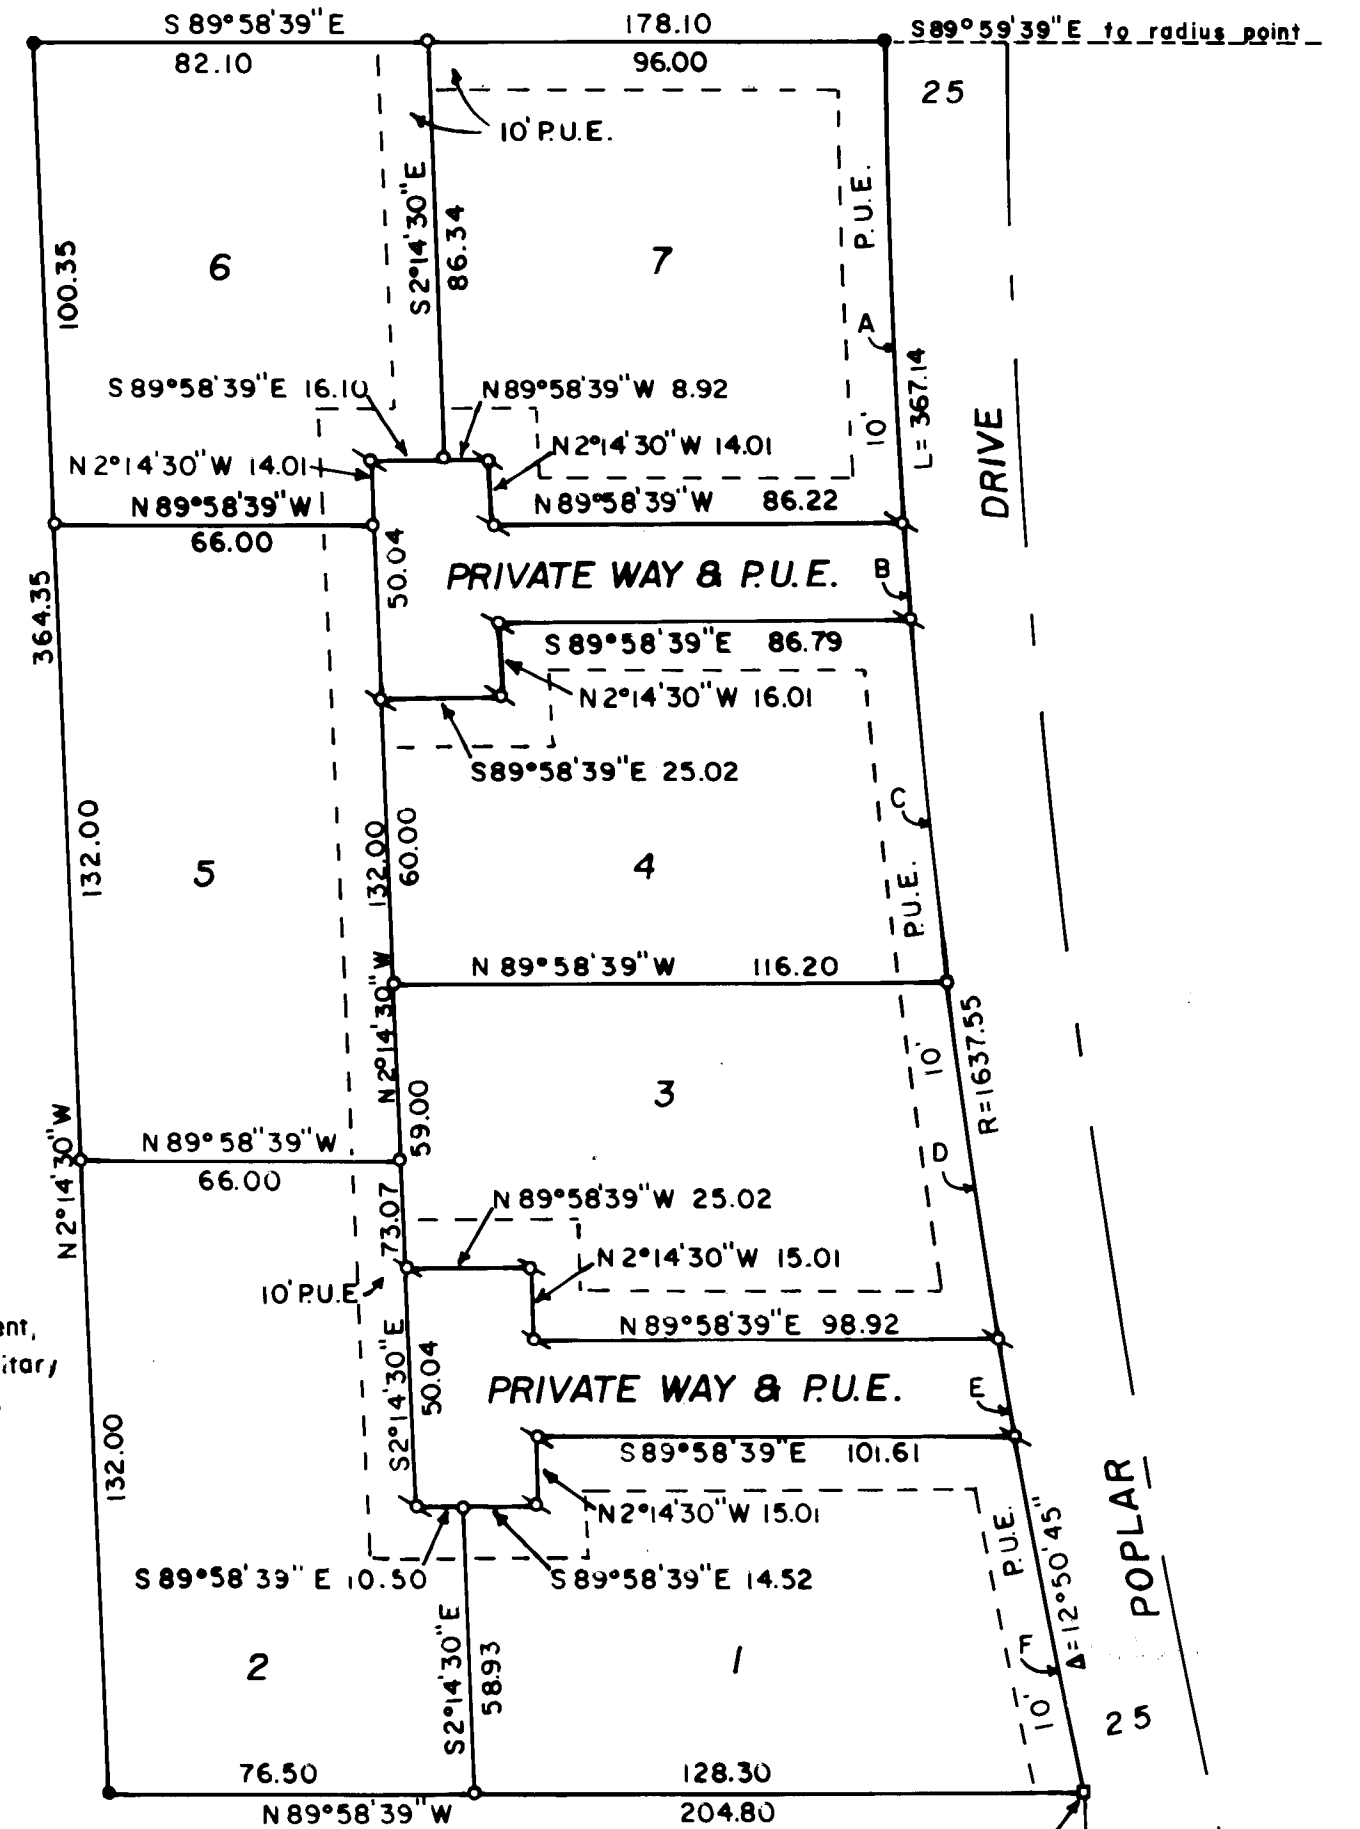 S 89°58'39"E
178.10
S89°59'39"E to radius point
82.10
96.00
25
10' P.U.E.
S2°14'30"E
86.34
P.U.E.
6
7
100.35
A
L=367.14
S 89°58'39"E 16.10
N89°58'39"W 8.92
DRIVE
10'
N2°14'30"W 14.01
N2°14'30"W 14.01
N 89°58'39"W
N 89°58'39"W 86.22
66.00
50.04
PRIVATE WAY & P.U.E.
B
364.35
S 89°58'39"E 86.79
N2°14'30"W 16.01
S89°58'39"E 25.02
C
132.00
132.00
60.00
5
4
P.U.E.
N 89°58'39"W 116.20
N2°14'30"W
R=1637.55
10'
3
59.00
N2°14'30"W
N 89°58"39"W
D
66.00
73.07
N 89°58'39"W 25.02
N2°14'30"W 15.01
10' P.U.E
ent,
itary
N 89°58'39"E 98.92
S2°14'30"E
50.04
PRIVATE WAY & P.U.E.
E
132.00
S 89°58'39"E 101.61
POPLAR
N2°14'30"W 15.01
P.U.E.
Δ=12°50'45"
S 89°58'39" E 10.50
S89°58'39"E 14.52
S2°14'30"E
58.93
2
1
F
10'
25
76.50
128.30
N 89°58'39"W
204.80